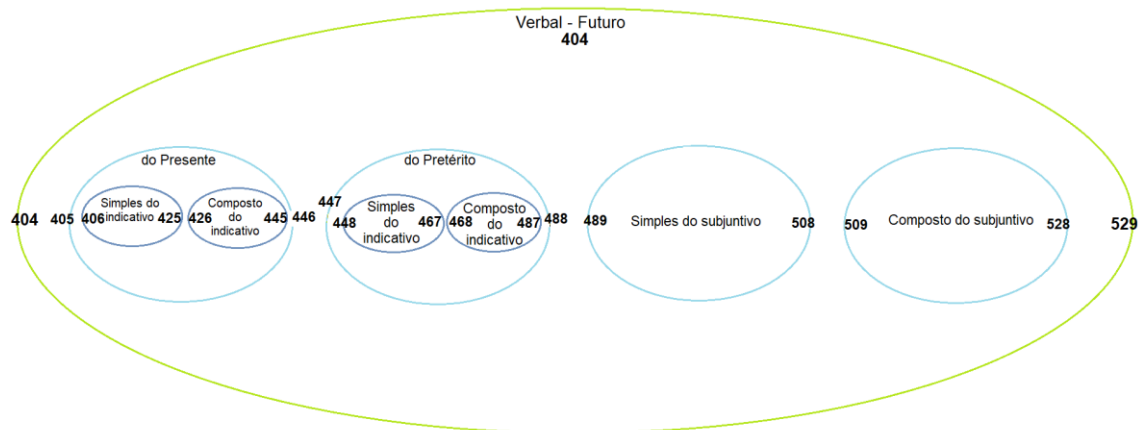 Verbal - Futuro
404
do Presente
do Pretérito
Simples do
indicativo
Composto
do
indicativo
Simples
do
indicativo
Composto
do
indicativo
Simples do subjuntivo
Composto do subjuntivo
404
405
406
425
426
445
446
447
448
467
468
487
488
489
508
509
528
529